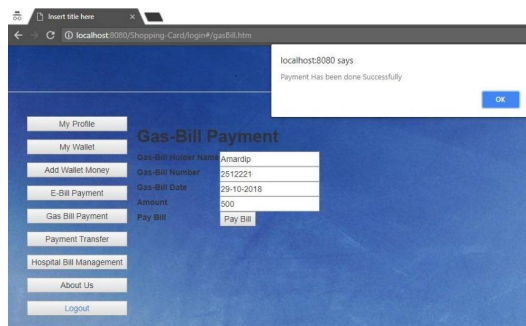 Insert title here
localhost:8080/Shopping-Card/login#/gasBill.htm
localhost:8080 says
Payment Has been done Successfully
OK
My Profile
My Wallet
Add Wallet Money
E-Bill Payment
Gas Bill Payment
Payment Transfer
Hospital Bill Management
About Us
Logout
Gas-Bill Payment
Gas-Bill Holder Name Amardip
Gas-Bill Number 2512221
Gas-Bill Date 29-10-2018
Amount 500
Pay Bill Pay Bill